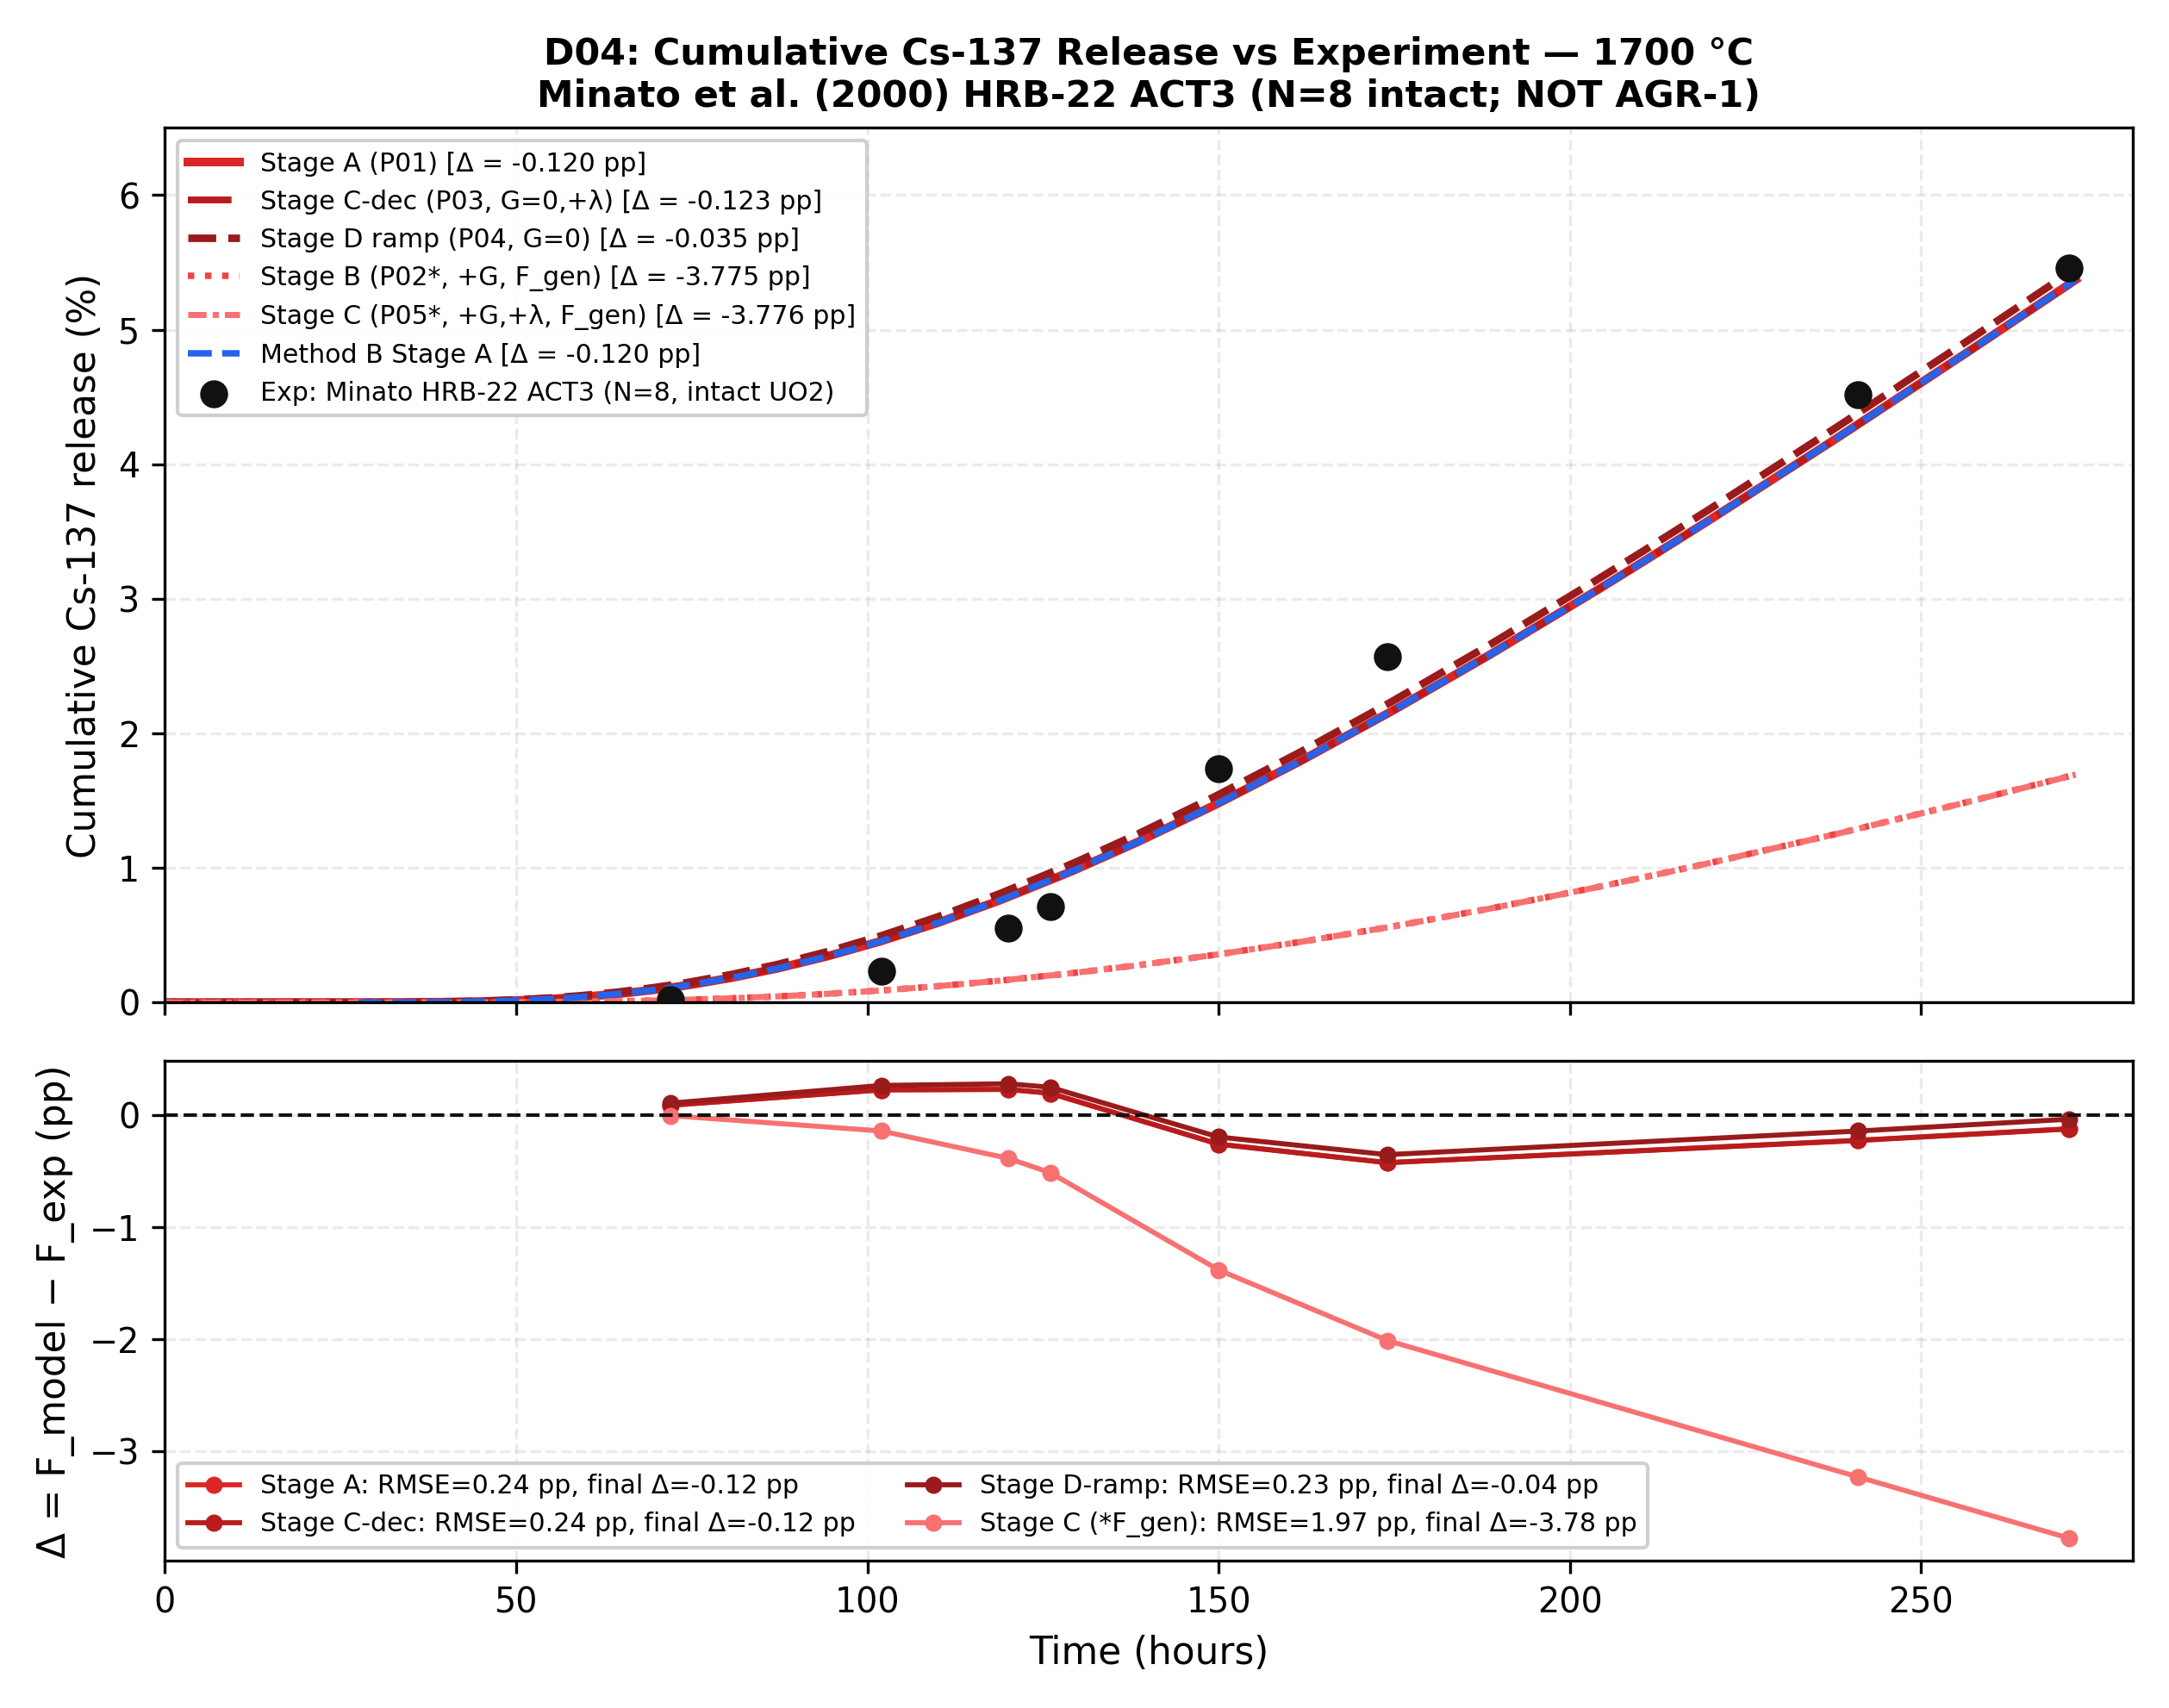 D04: Cumulative Cs-137 Release vs Experiment — 1700 °C
Minato et al. (2000) HRB-22 ACT3 (N=8 intact; NOT AGR-1)
Cumulative Cs-137 release (%)
6
5
4
3
2
1
0
Stage A (P01) [Δ = -0.120 pp]
Stage C-dec (P03, G=0,+λ) [Δ = -0.123 pp]
Stage D ramp (P04, G=0) [Δ = -0.035 pp]
Stage B (P02*, +G, F_gen) [Δ = -3.775 pp]
Stage C (P05*, +G,+λ, F_gen) [Δ = -3.776 pp]
Method B Stage A [Δ = -0.120 pp]
Exp: Minato HRB-22 ACT3 (N=8, intact UO2)
Δ = F_model − F_exp (pp)
0
−1
−2
−3
Stage A: RMSE=0.24 pp, final Δ=-0.12 pp
Stage C-dec: RMSE=0.24 pp, final Δ=-0.12 pp
Stage D-ramp: RMSE=0.23 pp, final Δ=-0.04 pp
Stage C (*F_gen): RMSE=1.97 pp, final Δ=-3.78 pp
0 50 100 150 200 250
Time (hours)